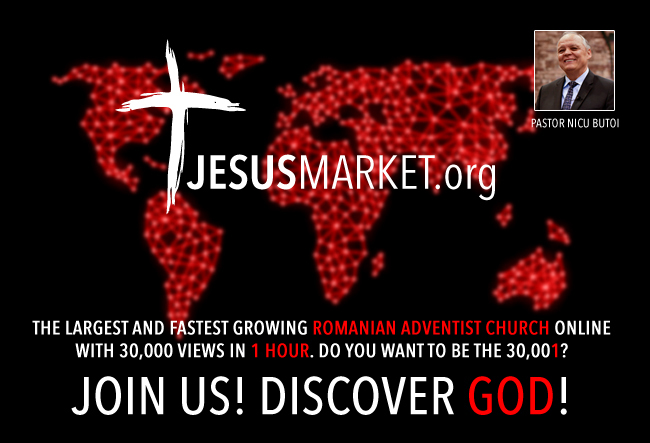 PASTOR NICU BUTOI
JESUSMARKET.org
THE LARGEST AND FASTEST GROWING ROMANIAN ADVENTIST CHURCH ONLINE
WITH 30,000 VIEWS IN 1 HOUR. DO YOU WANT TO BE THE 30,001?
JOIN US! DISCOVER GOD!